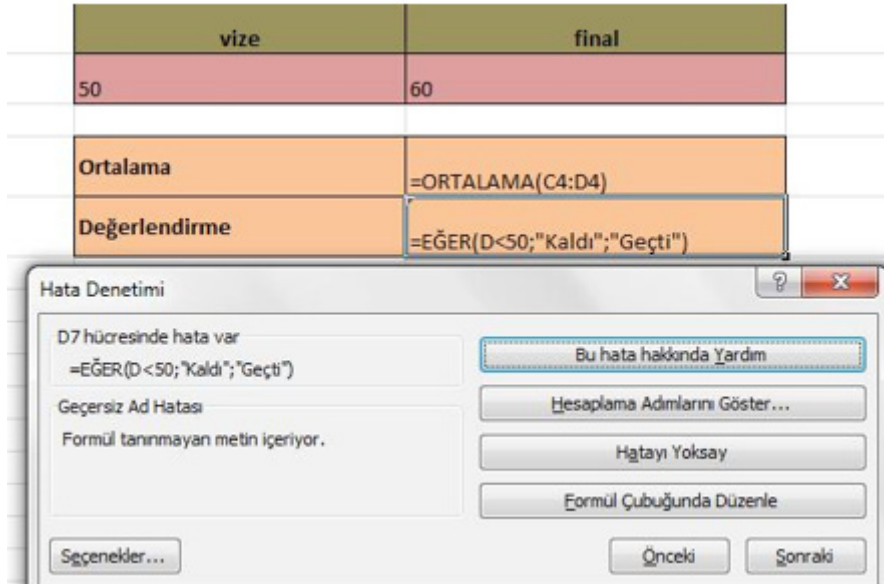 vize final
50 60
Ortalama =ORTALAMA(C4:D4)
Değerlendirme =EĞER(D<50;"Kaldı";"Geçti")
Hata Denetimi
D7 hücresinde hata var
=EĞER(D<50;"Kaldı";"Geçti")
Geçersiz Ad Hatası
Formül tanınmayan metin içeriyor.
Bu hata hakkında Yardım
Hesaplama Adımlarını Göster...
Hatayı Yoksay
Formül Çubuğunda Düzenle
Seçenekler... Önceki Sonraki